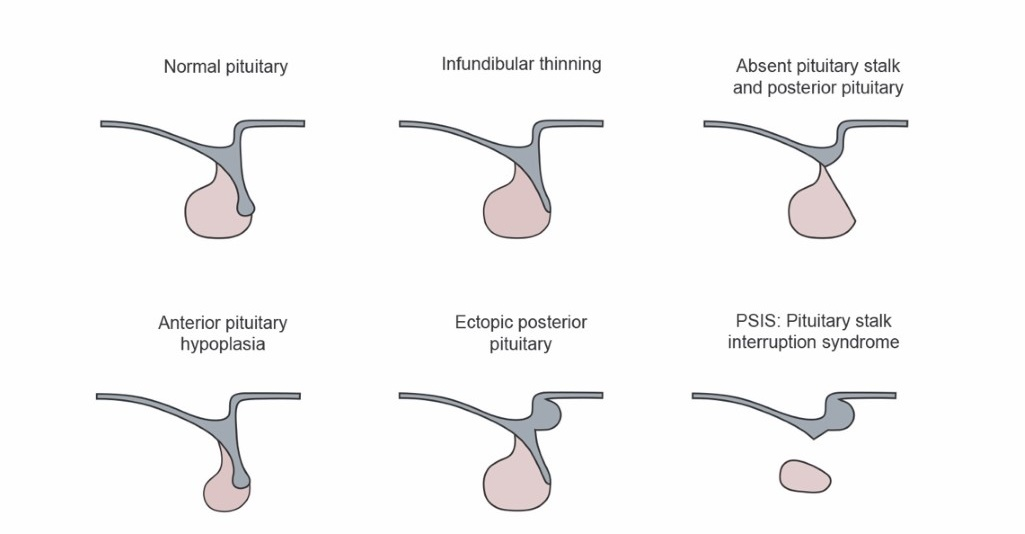 Normal pituitary
Infundibular thinning
Absent pituitary stalk
and posterior pituitary
Anterior pituitary
hypoplasia
Ectopic posterior
pituitary
PSIS: Pituitary stalk
interruption syndrome